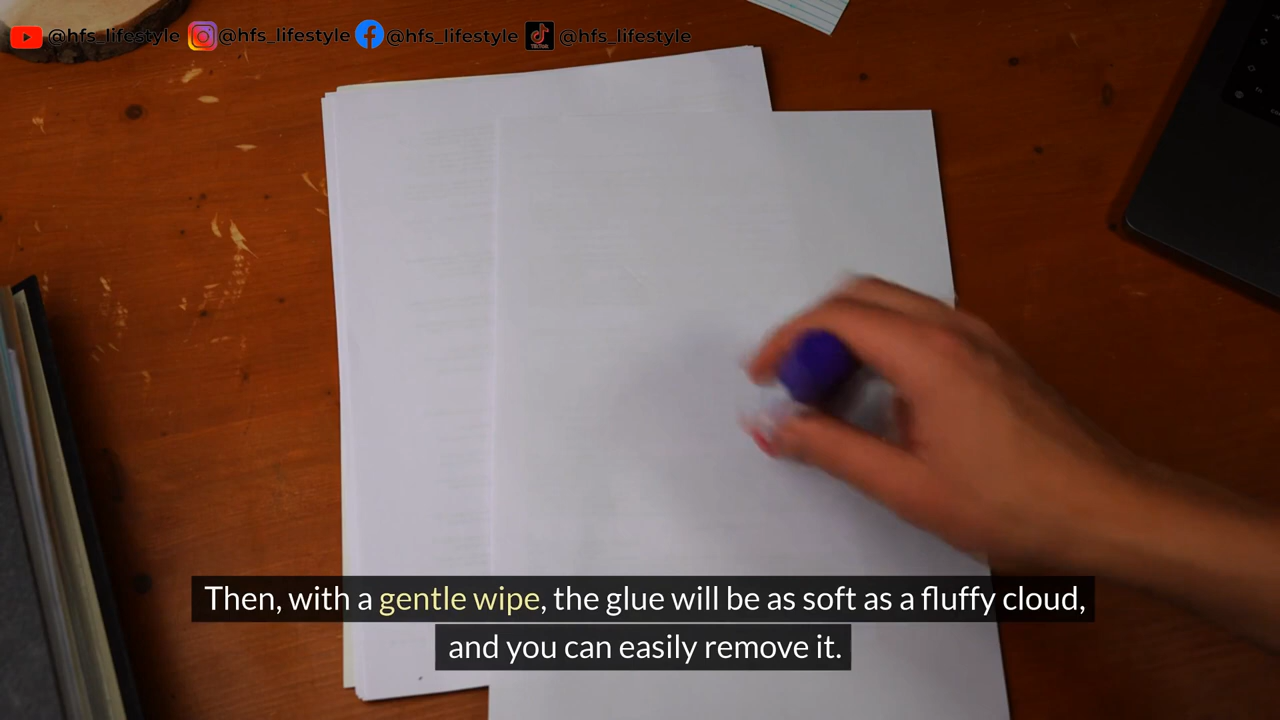 @hfs_lifestyle @hfs_lifestyle @hfs_lifestyle TikTok @hfs_lifestyle
Then, with a gentle wipe, the glue will be as soft as a fluffy cloud,
and you can easily remove it.